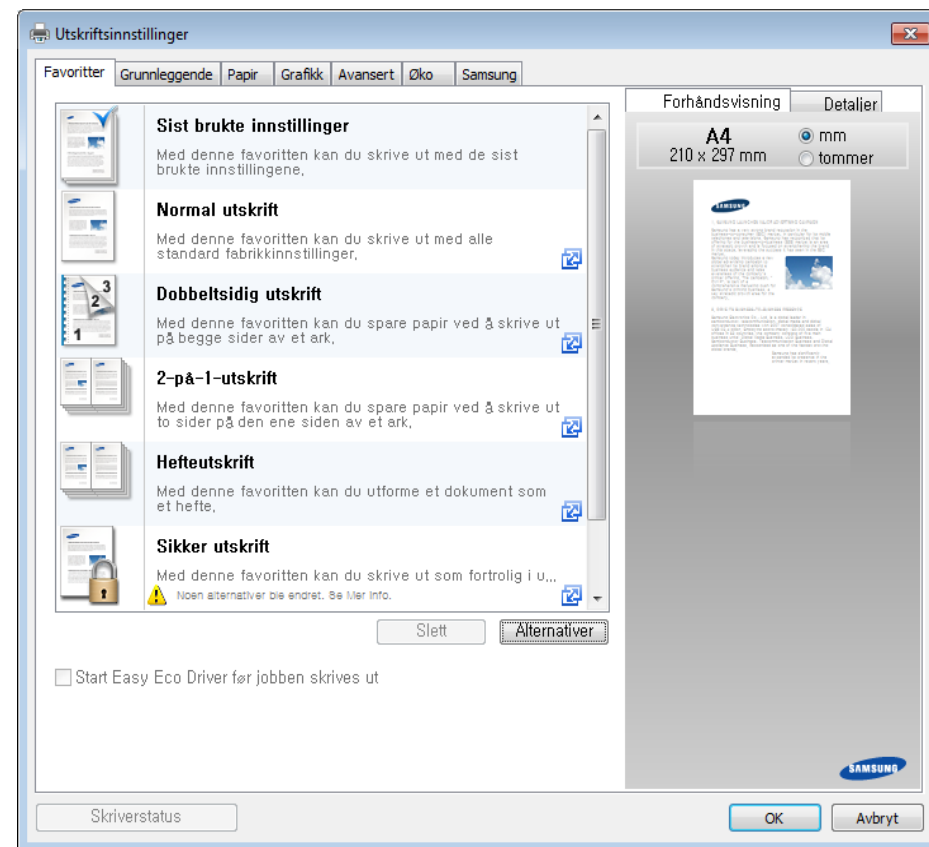 Utskriftsinnstillinger
Favoritter
Grunnleggende
Papir
Grafikk
Avansert
Øko
Samsung
Sist brukte innstillinger
Med denne favoritten kan du skrive ut med de sist
brukte innstillingene.
Normal utskrift
Med denne favoritten kan du skrive ut med alle
standard fabrikkinnstillinger.
1
2
3
Dobbeltsidig utskrift
Med denne favoritten kan du spare papir ved å skrive ut
på begge sider av et ark.
2-på-1-utskrift
Med denne favoritten kan du spare papir ved å skrive ut
to sider på den ene siden av et ark.
Hefteutskrift
Med denne favoritten kan du utforme et dokument som
et hefte.
Sikker utskrift
Med denne favoritten kan du skrive ut som fortrolig i u...
Noen alternativer ble endret. Se Mer info.
Slett
Alternativer
Start Easy Eco Driver før jobben skrives ut
Forhåndsvisning
Detaljer
A4
210 x 297 mm
mm
tommer
SAMSUNG
SAMSUNG
Skriverstatus
OK
Avbryt